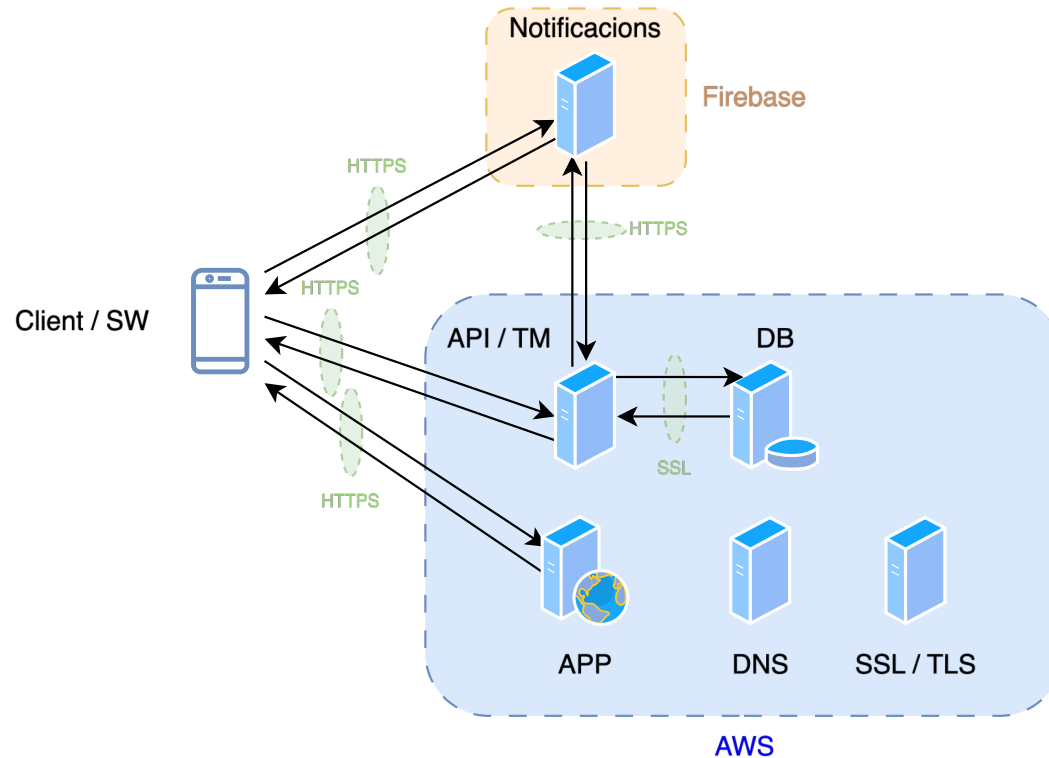 Notificacions
Firebase
HTTPS
HTTPS
HTTPS
Client / SW
API / TM
DB
SSL
HTTPS
APP
DNS
SSL / TLS
AWS